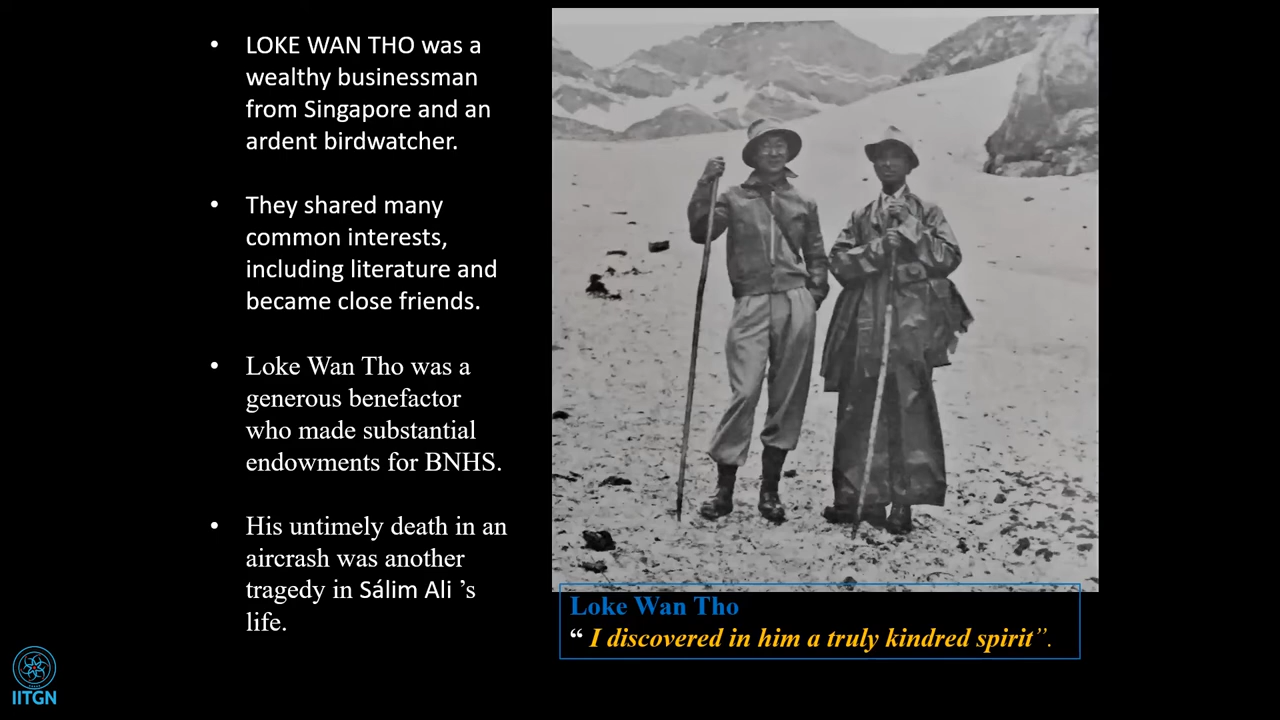 • LOKE WAN THO was a
wealthy businessman
from Singapore and an
ardent birdwatcher.
• They shared many
common interests,
including literature and
became close friends.
• Loke Wan Tho was a
generous benefactor
who made substantial
endowments for BNHS.
• His untimely death in an
aircrash was another
tragedy in Sálim Ali ’s
life.
Loke Wan Tho
“ I discovered in him a truly kindred spirit”.
IITGN